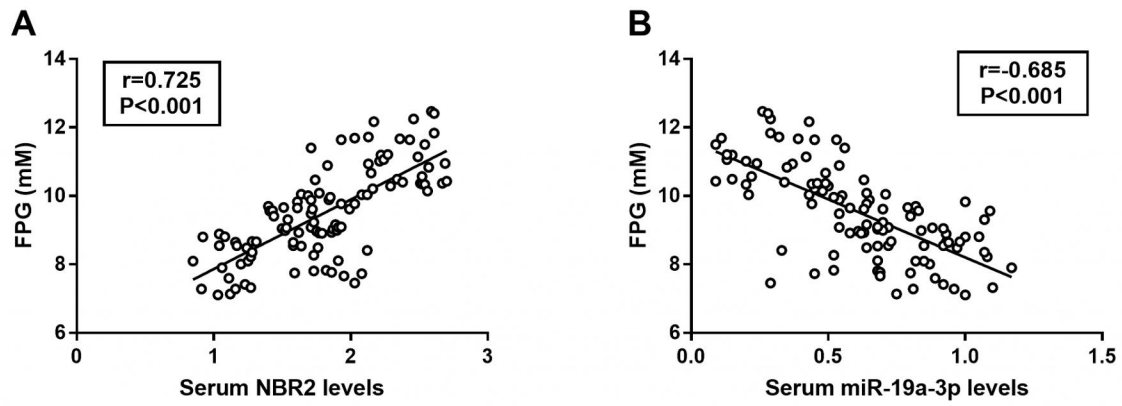 A
r=0.725
P<0.001
FPG (mM)
14
12
10
8
6
0
1
2
3
Serum NBR2 levels
B
r=-0.685
P<0.001
FPG (mM)
14
12
10
8
6
0.0
0.5
1.0
1.5
Serum miR-19a-3p levels